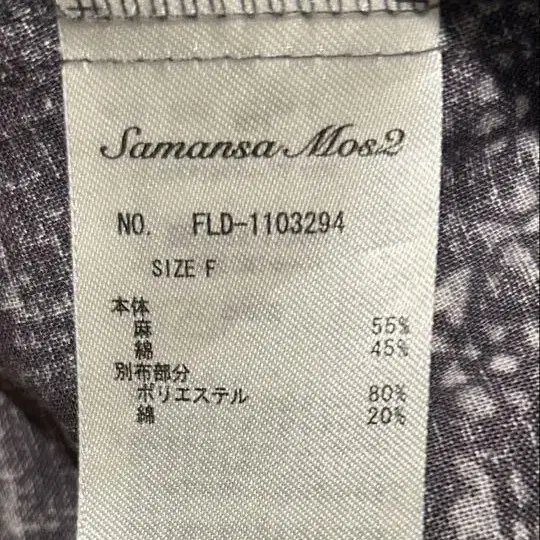 Samansa Mos2
NO. FLD-1103294
SIZE F
本体
麻 55%
綿 45%
別布部分
ポリエステル 80%
綿 20%